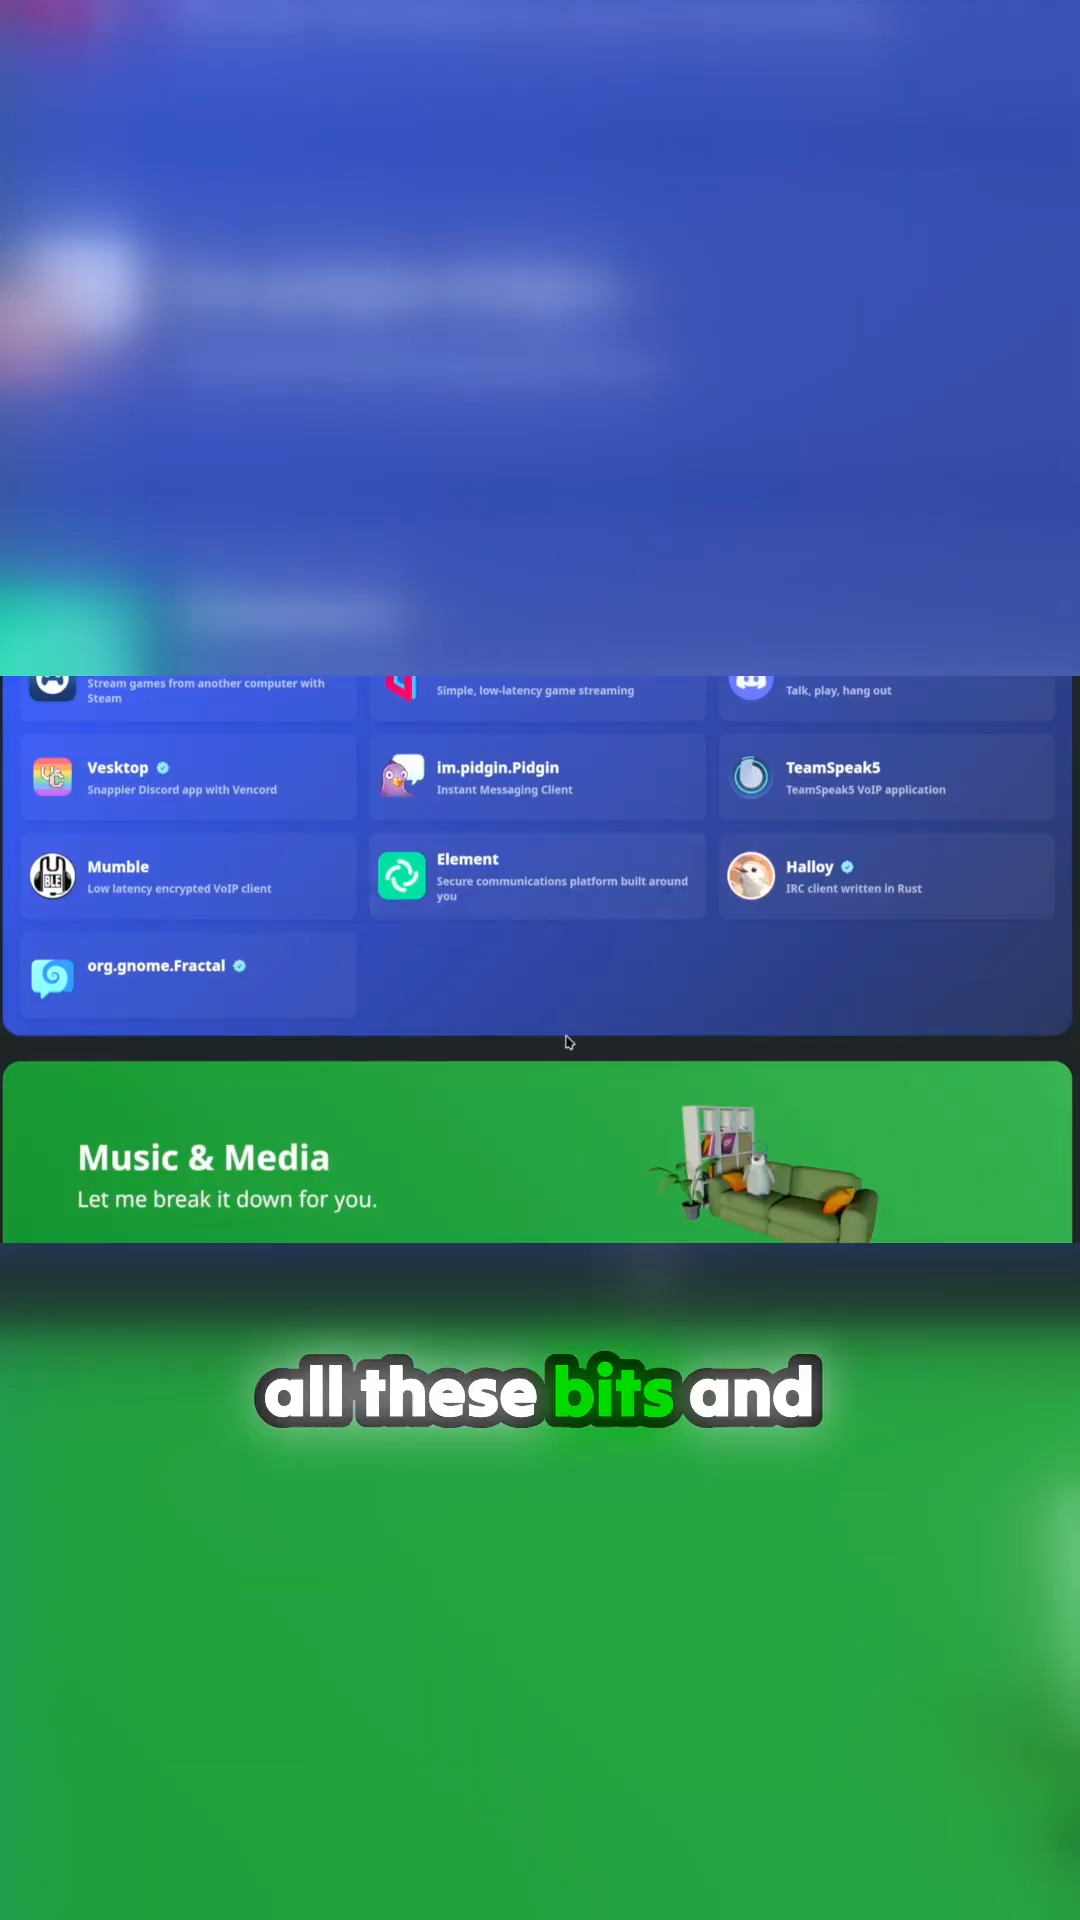 Stream games from another computer with
Steam
Simple, low-latency game streaming
Talk, play, hang out
Vesktop
Snappier Discord app with Vencord
im.pidgin.Pidgin
Instant Messaging Client
TeamSpeak5
TeamSpeak5 VoIP application
Mumble
Low latency encrypted VoIP client
Element
Secure communications platform built around
you
Halloy
IRC client written in Rust
org.gnome.Fractal
Music & Media
Let me break it down for you.
all these bits and